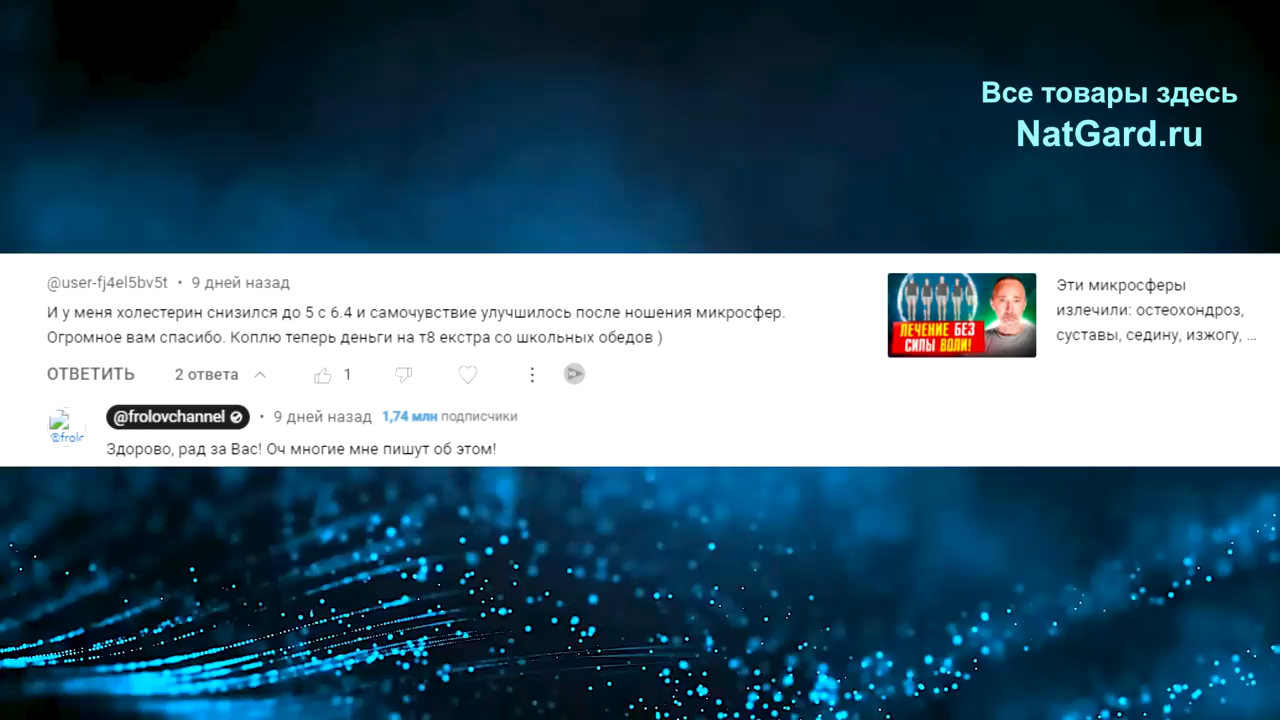 Все товары здесь
NatGard.ru
@user-fj4el5bv5t • 9 дней назад
И у меня холестерин снизился до 5 с 6.4 и самочувствие улучшилось после ношения микросфер.
Огромное вам спасибо. Коплю теперь деньги на т8 екстра со школьных обедов )
ОТВЕТИТЬ 2 ответа 1
ЛЕЧЕНИЕ БЕЗ
СИЛЫ ВОЛИ!
Эти микросферы
излечили: остеохондроз,
суставы, седину, изжогу, ...
@frolovchannel • 9 дней назад 1,74 млн подписчики
@frolc
Здорово, рад за Вас! Оч многие мне пишут об этом!